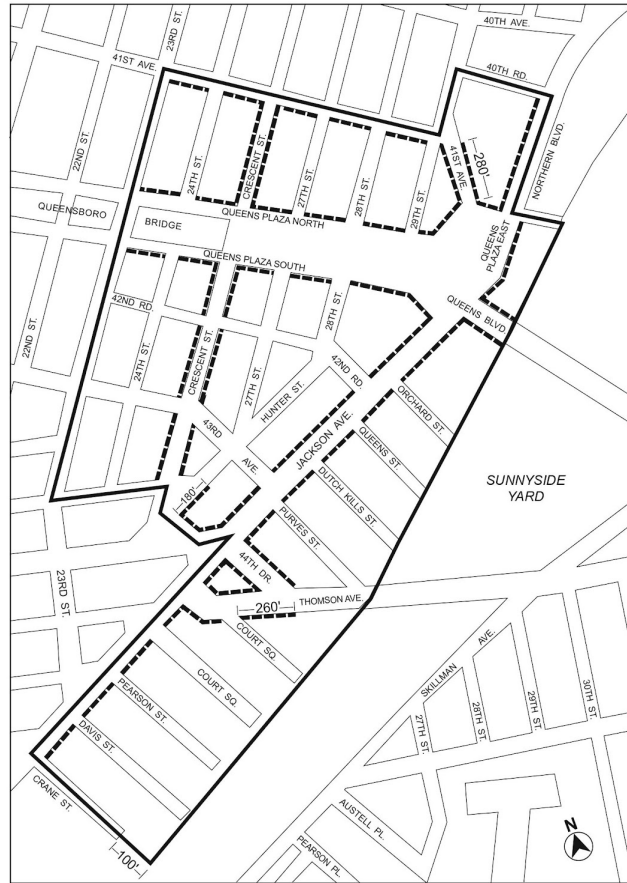 40TH AVE.
23RD ST.
41ST AVE.
40TH RD.
22ND ST.
24TH ST.
CRESCENT ST.
27TH ST.
28TH ST.
29TH ST.
41ST AVE.
280'
NORTHERN BLVD.
QUEENSBORO
BRIDGE
QUEENS PLAZA NORTH
QUEENS
PLAZA EAST
QUEENS PLAZA SOUTH
QUEENS BLVD.
42ND RD.
22ND ST.
24TH ST.
CRESCENT ST.
27TH ST.
28TH ST.
42ND RD.
HUNTER ST.
43RD
AVE.
JACKSON AVE.
ORCHARD ST.
QUEENS ST.
DUTCH KILLS ST.
PURVES ST.
180'
SUNNYSIDE
YARD
44TH DR.
23RD ST.
260'
THOMSON AVE.
COURT SQ.
COURT SQ.
PEARSON ST.
DAVIS ST.
CRANE ST.
100'
SKILLMAN AVE.
27TH ST.
28TH ST.
29TH ST.
30TH ST.
AUSTELL PL.
PEARSON PL.
N